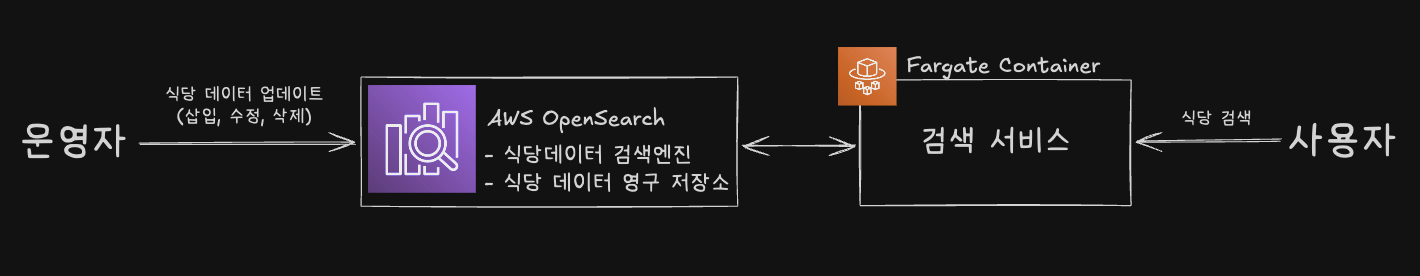 운영자
식당 데이터 업데이트
(삽입, 수정, 삭제)
AWS OpenSearch
- 식당데이터 검색엔진
- 식당 데이터 영구 저장소
Fargate Container
검색 서비스
식당 검색
사용자